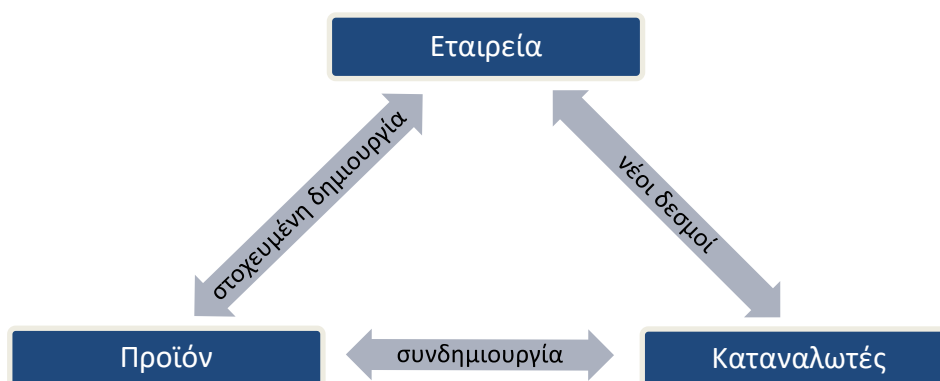 Εταιρεία
στοχευμένη δημιουργία
νέοι δεσμοί
Προϊόν
συνδημιουργία
Καταναλωτές